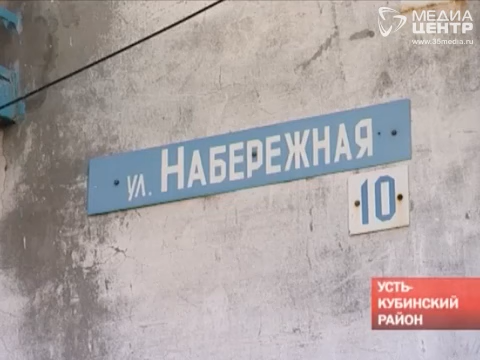 МЕДИА
ЦЕНТР
www.35media.ru
ул. НАБЕРЕЖНАЯ
10
УСТЬ-
КУБИНСКИЙ
РАЙОН